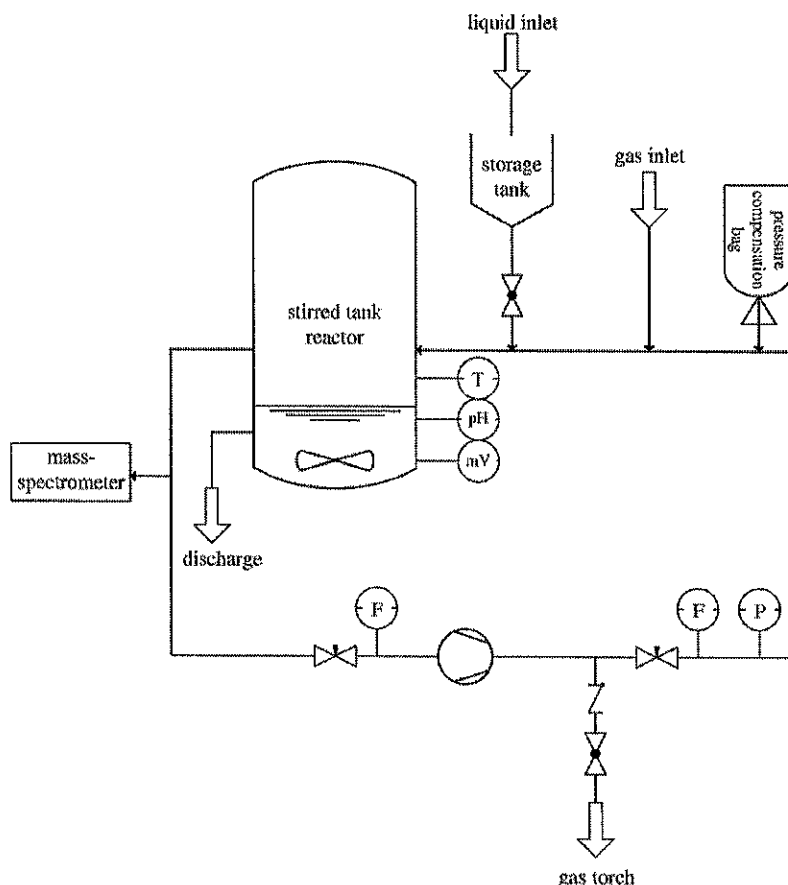 liquid inlet
storage
tank
gas inlet
pressure
compensation
bag
stirred tank
reactor
T
pH
mV
mass-
spectrometer
discharge
F
F
P
gas torch